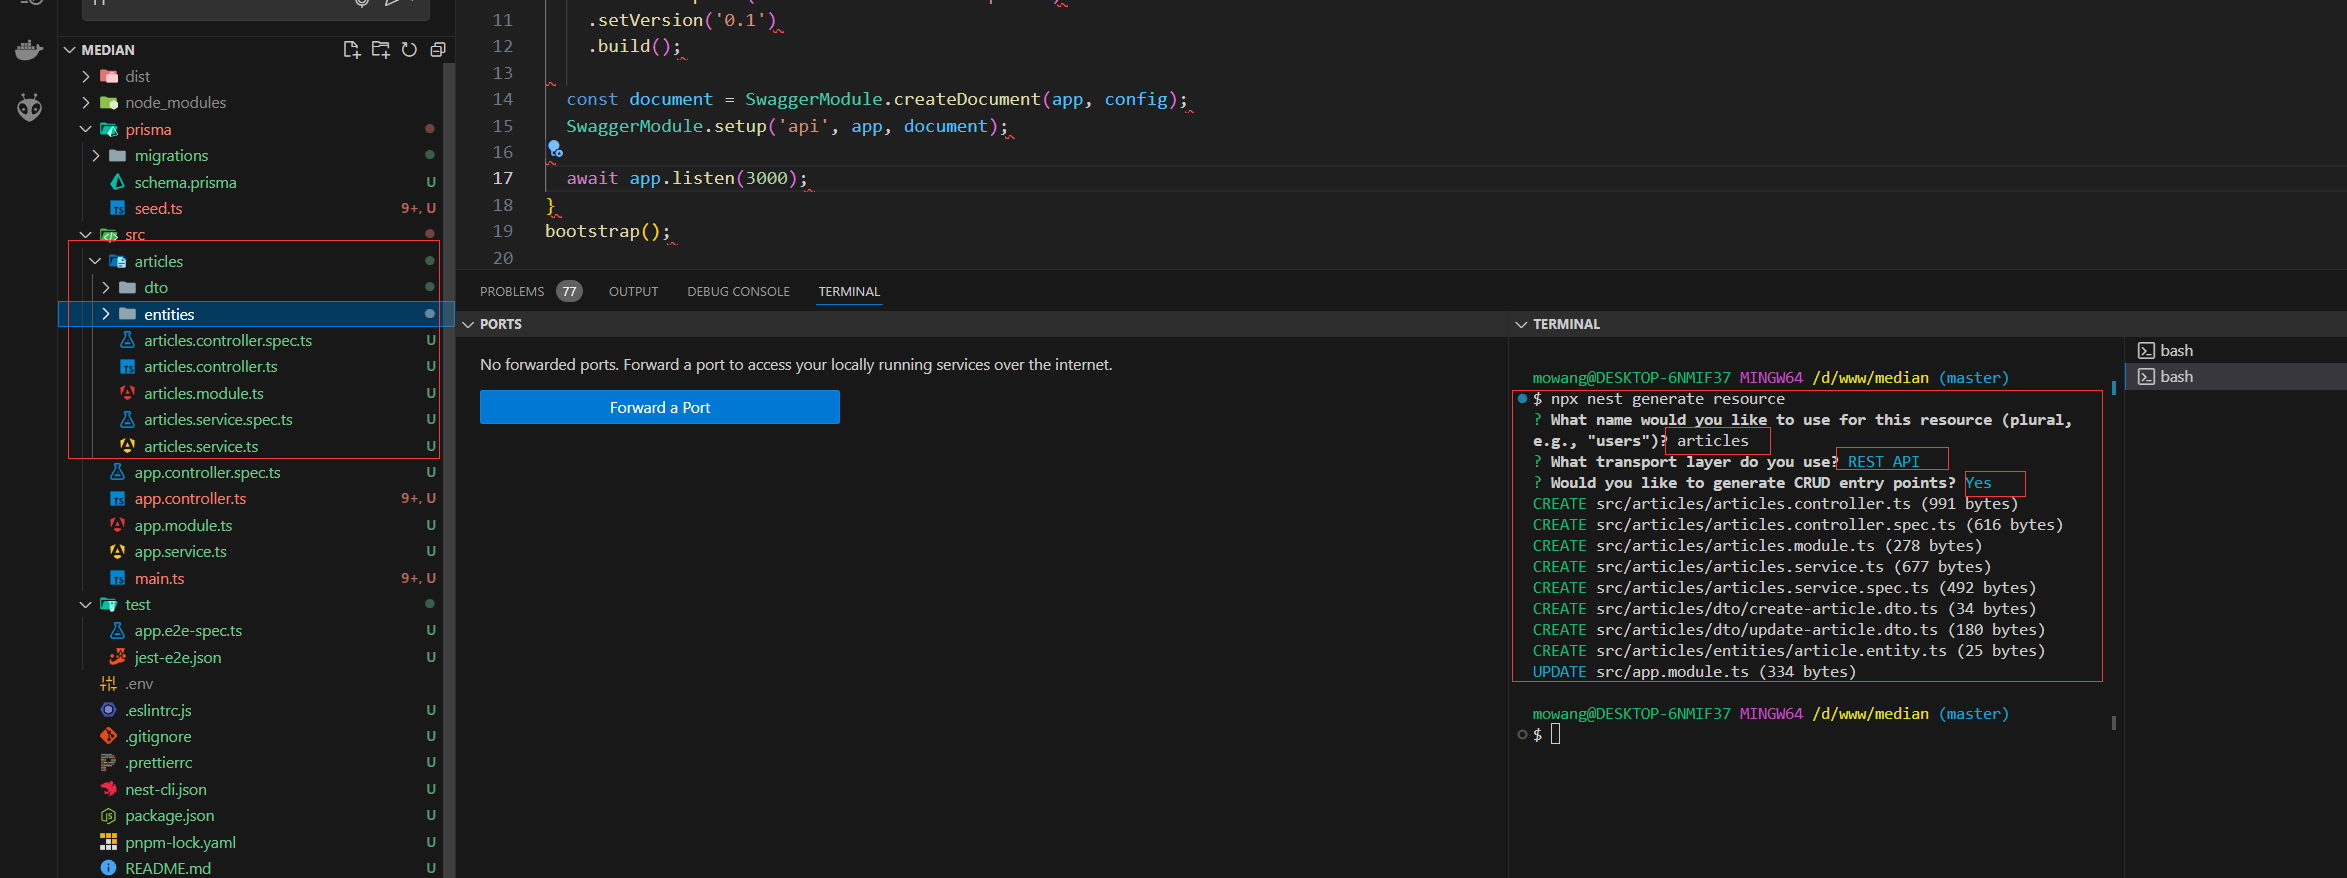 MEDIAN
dist
node_modules
prisma
migrations
schema.prisma U
seed.ts 9+, U
src
articles
dto
entities
articles.controller.spec.ts U
articles.controller.ts U
articles.module.ts U
articles.service.spec.ts U
articles.service.ts U
app.controller.spec.ts U
app.controller.ts 9+, U
app.module.ts U
app.service.ts U
main.ts 9+, U
test
app.e2e-spec.ts U
jest-e2e.json U
.env
.eslintrc.js U
.gitignore U
.prettierrc U
nest-cli.json U
package.json U
pnpm-lock.yaml U
README.md U
11 .setVersion('0.1')
12 .build();
13
14 const document = SwaggerModule.createDocument(app, config);
15 SwaggerModule.setup('api', app, document);
16
17 await app.listen(3000);
18 }
19 bootstrap();
20
PROBLEMS 77 OUTPUT DEBUG CONSOLE TERMINAL
PORTS
No forwarded ports. Forward a port to access your locally running services over the internet.
Forward a Port
TERMINAL
mowang@DESKTOP-6NMIF37 MINGW64 /d/www/median (master)
$ npx nest generate resource
? What name would you like to use for this resource (plural,
e.g., "users")? articles
? What transport layer do you use? REST API
? Would you like to generate CRUD entry points? Yes
CREATE src/articles/articles.controller.ts (991 bytes)
CREATE src/articles/articles.controller.spec.ts (616 bytes)
CREATE src/articles/articles.module.ts (278 bytes)
CREATE src/articles/articles.service.ts (677 bytes)
CREATE src/articles/articles.service.spec.ts (492 bytes)
CREATE src/articles/dto/create-article.dto.ts (34 bytes)
CREATE src/articles/dto/update-article.dto.ts (180 bytes)
CREATE src/articles/entities/article.entity.ts (25 bytes)
UPDATE src/app.module.ts (334 bytes)
mowang@DESKTOP-6NMIF37 MINGW64 /d/www/median (master)
$
bash
bash